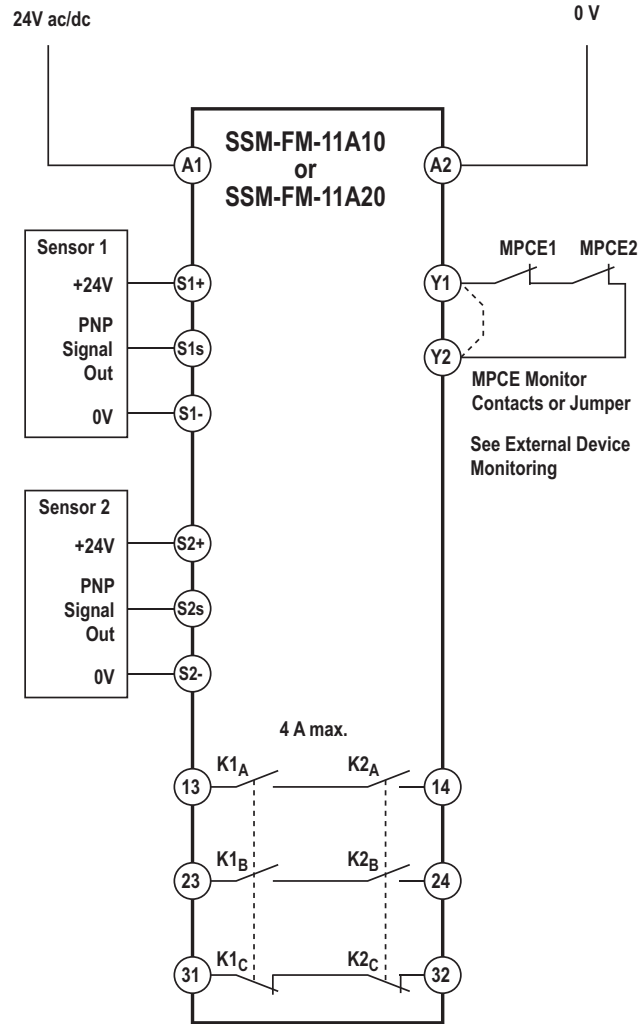 24V ac/dc
0 V
SSM-FM-11A10
or
SSM-FM-11A20
A1
A2
Sensor 1
+24V
PNP
Signal
Out
0V
S1+
S1s
S1-
Y1
Y2
MPCE1
MPCE2
MPCE Monitor
Contacts or Jumper
See External Device
Monitoring
Sensor 2
+24V
PNP
Signal
Out
0V
S2+
S2s
S2-
4 A max.
13
K1A
K2A
14
23
K1B
K2B
24
31
K1C
K2C
32